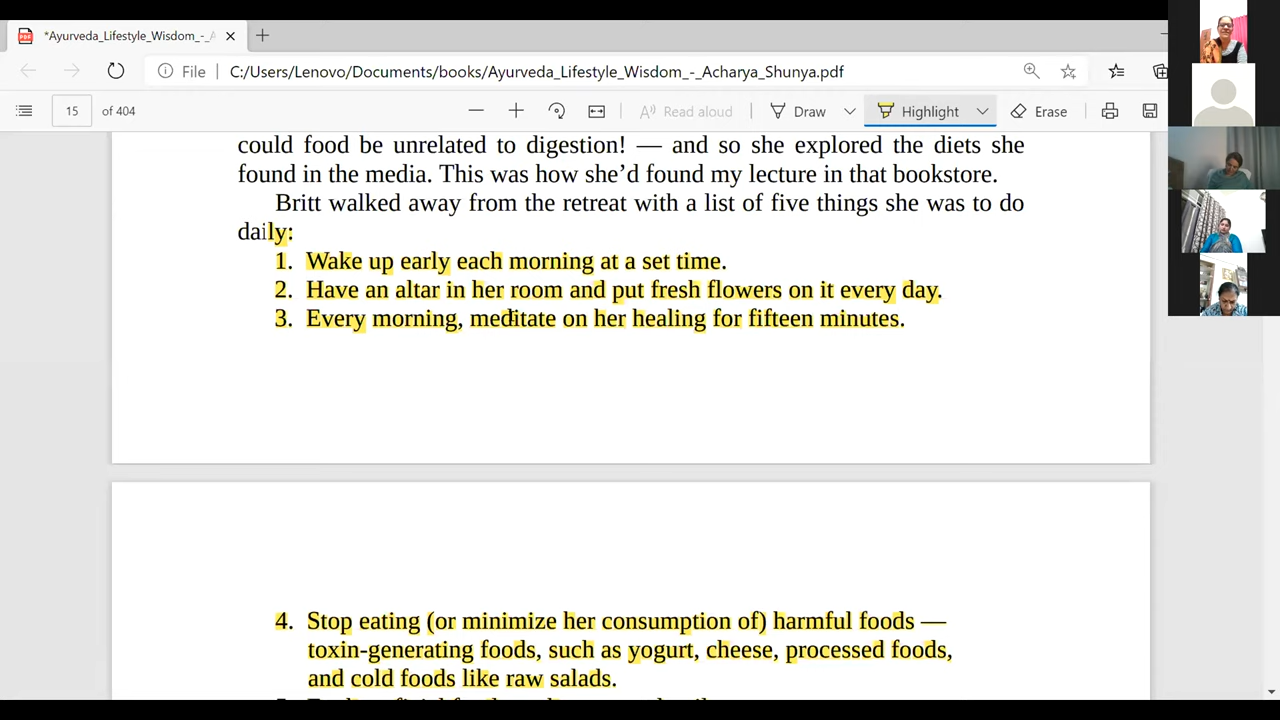 *Ayurveda_Lifestyle_Wisdom_-_A
File
C:/Users/Lenovo/Documents/books/Ayurveda_Lifestyle_Wisdom_-_Acharya_Shunya.pdf
15 of 404
Read aloud
Draw
Highlight
Erase
could food be unrelated to digestion! — and so she explored the diets she
found in the media. This was how she’d found my lecture in that bookstore.
Britt walked away from the retreat with a list of five things she was to do
daily:
1. Wake up early each morning at a set time.
2. Have an altar in her room and put fresh flowers on it every day.
3. Every morning, meditate on her healing for fifteen minutes.
4. Stop eating (or minimize her consumption of) harmful foods —
toxin-generating foods, such as yogurt, cheese, processed foods,
and cold foods like raw salads.